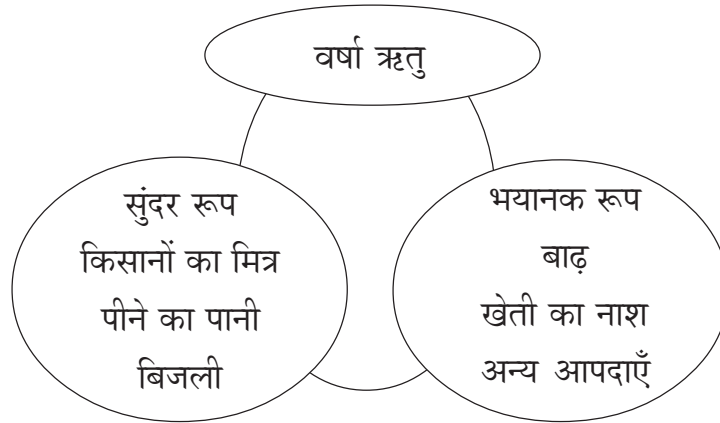 वर्षा ऋतु
सुंदर रूप
किसानों का मित्र
पीने का पानी
बिजली
भयानक रूप
बाढ़
खेती का नाश
अन्य आपदाएँ